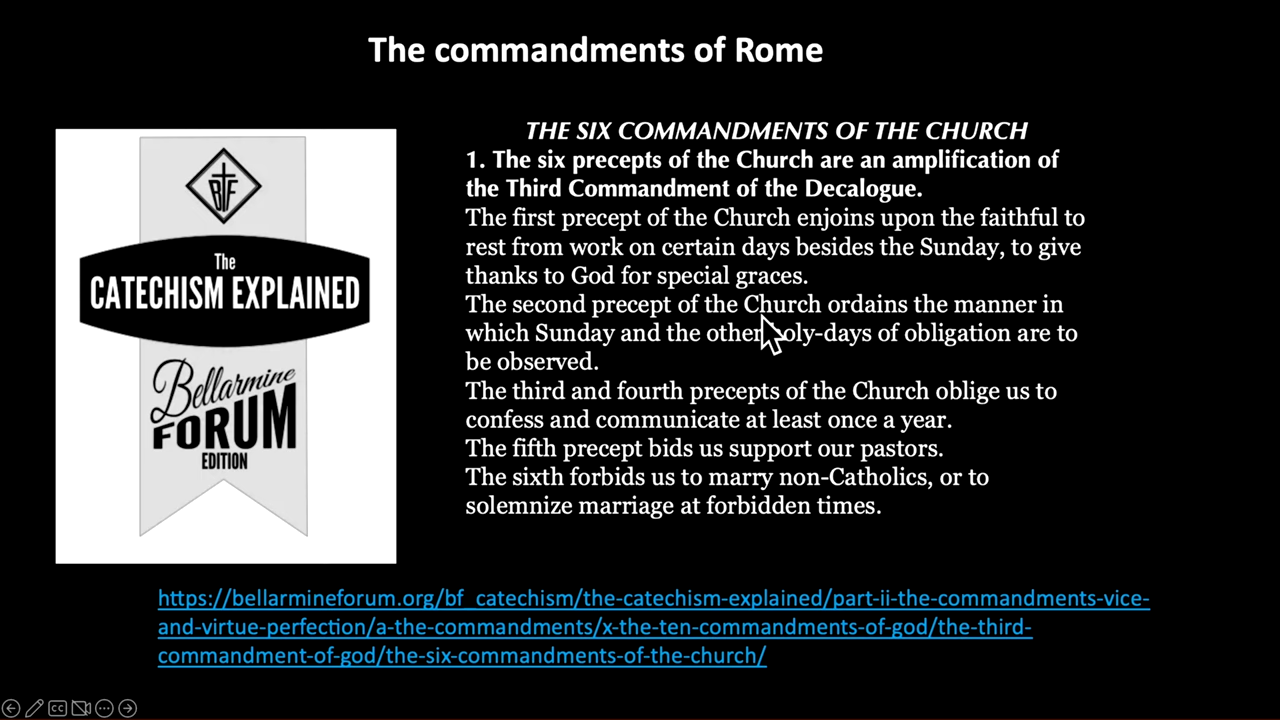 The commandments of Rome
THE SIX COMMANDMENTS OF THE CHURCH
1. The six precepts of the Church are an amplification of
the Third Commandment of the Decalogue.
The first precept of the Church enjoins upon the faithful to
rest from work on certain days besides the Sunday, to give
thanks to God for special graces.
The second precept of the Church ordains the manner in
which Sunday and the other holy-days of obligation are to
be observed.
The third and fourth precepts of the Church oblige us to
confess and communicate at least once a year.
The fifth precept bids us support our pastors.
The sixth forbids us to marry non-Catholics, or to
solemnize marriage at forbidden times.
BTF
The
CATECHISM EXPLAINED
Bellarmine
FORUM
EDITION
https://bellarmineforum.org/bf_catechism/the-catechism-explained/part-ii-the-commandments-vice-
and-virtue-perfection/a-the-commandments/x-the-ten-commandments-of-god/the-third-
commandment-of-god/the-six-commandments-of-the-church/
CC